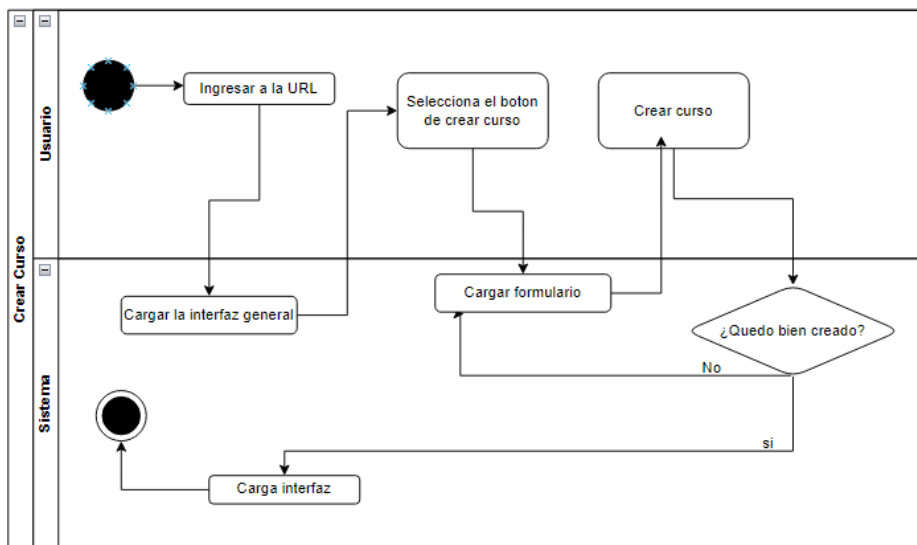 Crear Curso
Usuario
Ingresar a la URL
Selecciona el boton
de crear curso
Crear curso
Sistema
Cargar la interfaz general
Cargar formulario
¿Quedo bien creado?
No
si
Carga interfaz